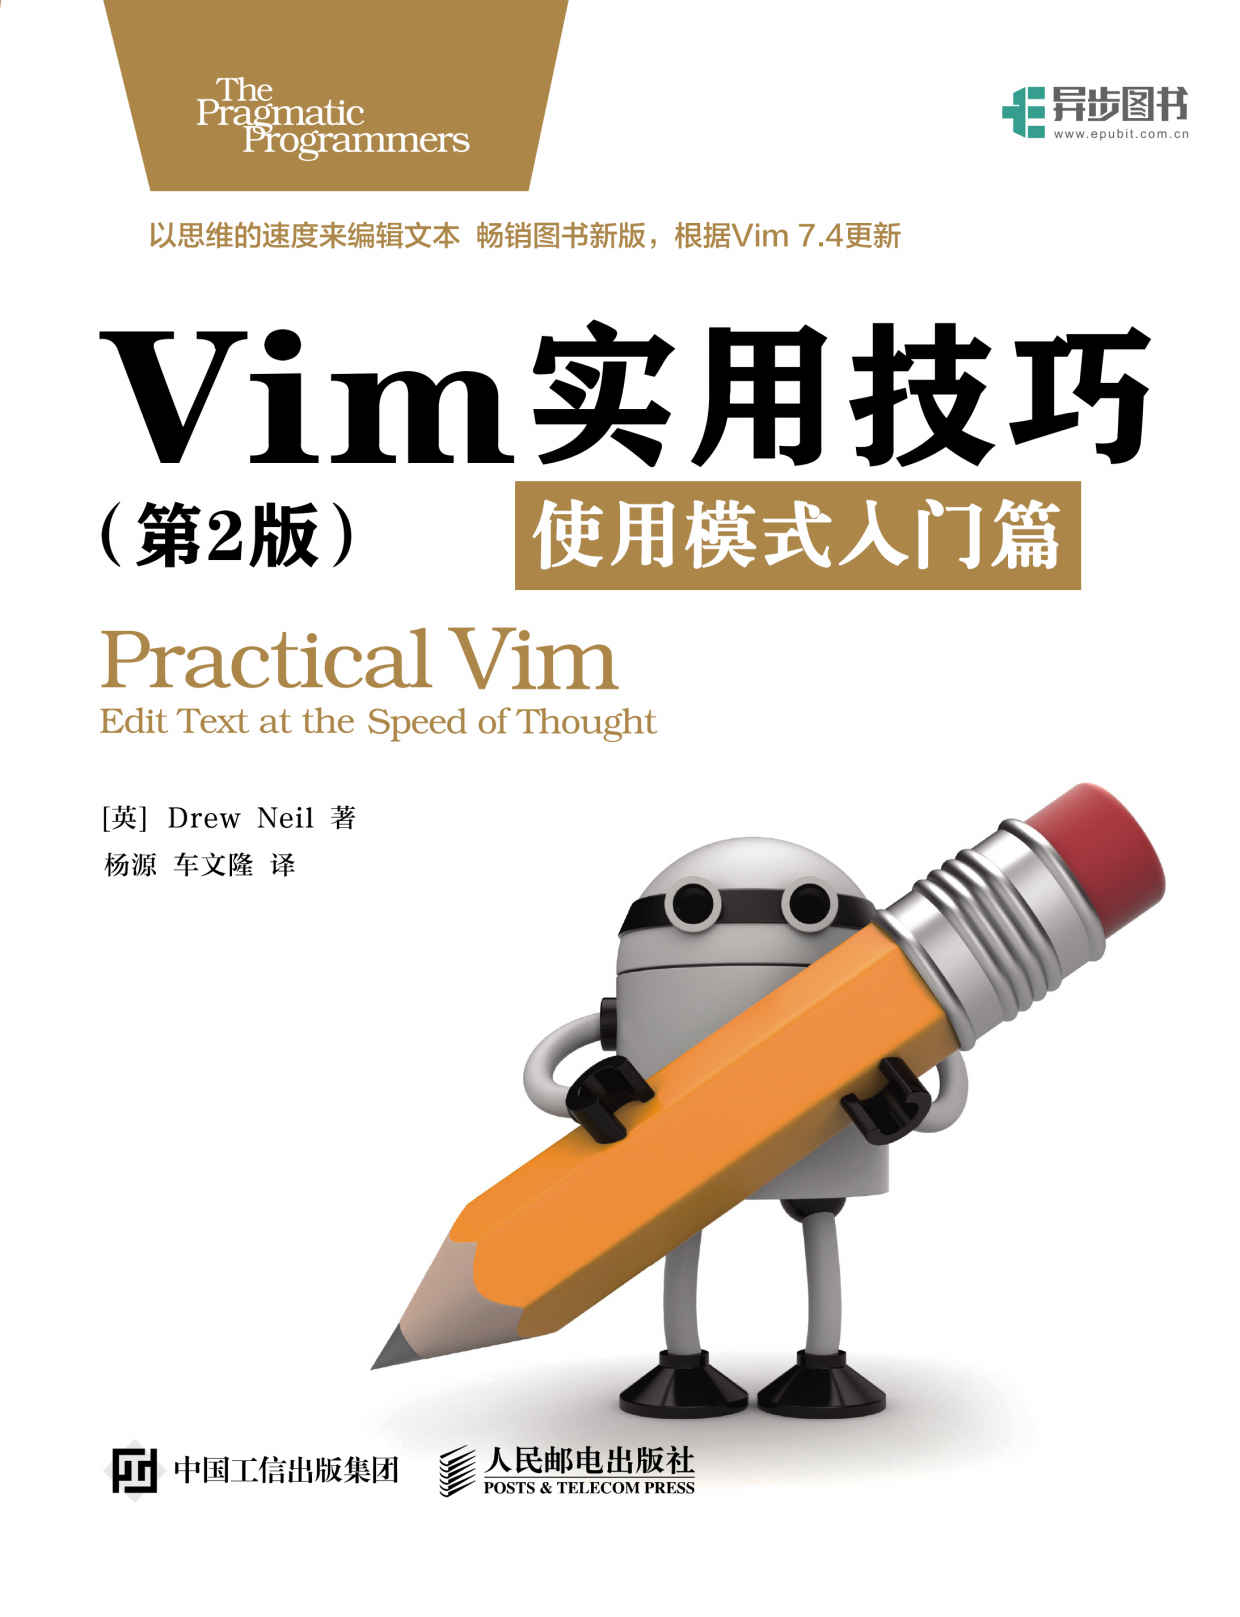 The
Pragmatic
Programmers
异步图书
www.epubit.com.cn
以思维的速度来编辑文本 畅销图书新版，根据Vim 7.4更新
Vim实用技巧
（第2版）
使用模式入门篇
Practical Vim
Edit Text at the Speed of Thought
[英] Drew Neil 著
杨源 车文隆 译
中国工信出版集团
人民邮电出版社
POSTS & TELECOM PRESS